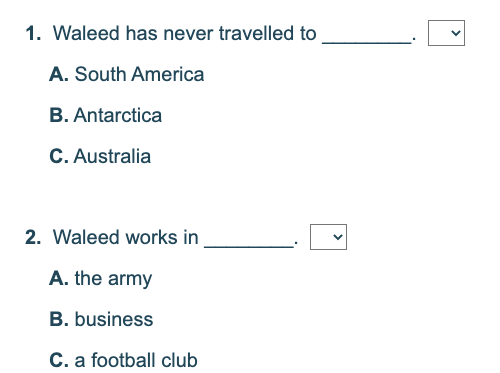 1. Waleed has never travelled to ________.
A. South America
B. Antarctica
C. Australia
2. Waleed works in ________.
A. the army
B. business
C. a football club